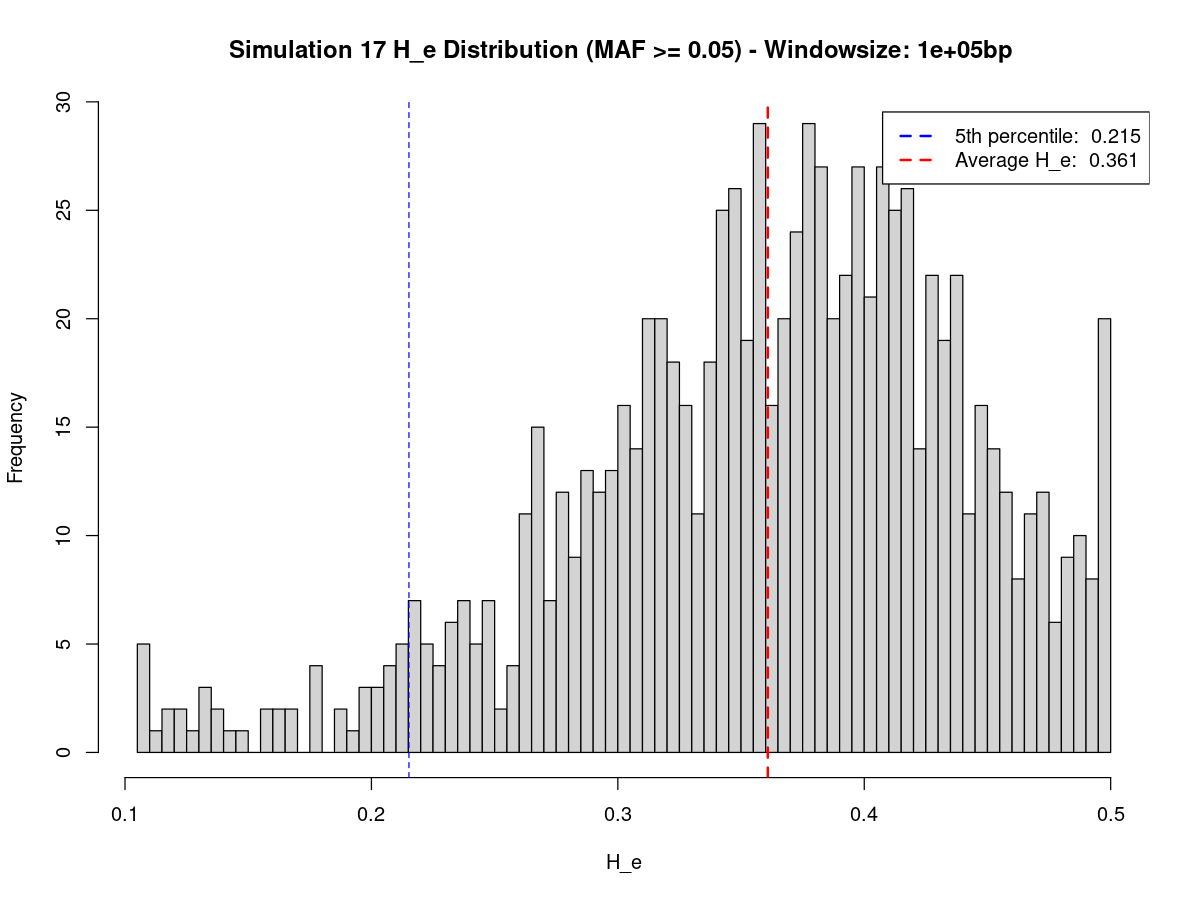 Simulation 17 H_e Distribution (MAF >= 0.05) - Windowsize: 1e+05bp
30
25
20
15
10
5
0
Frequency
5th percentile: 0.215
Average H_e: 0.361
0.1 0.2 0.3 0.4 0.5
H_e